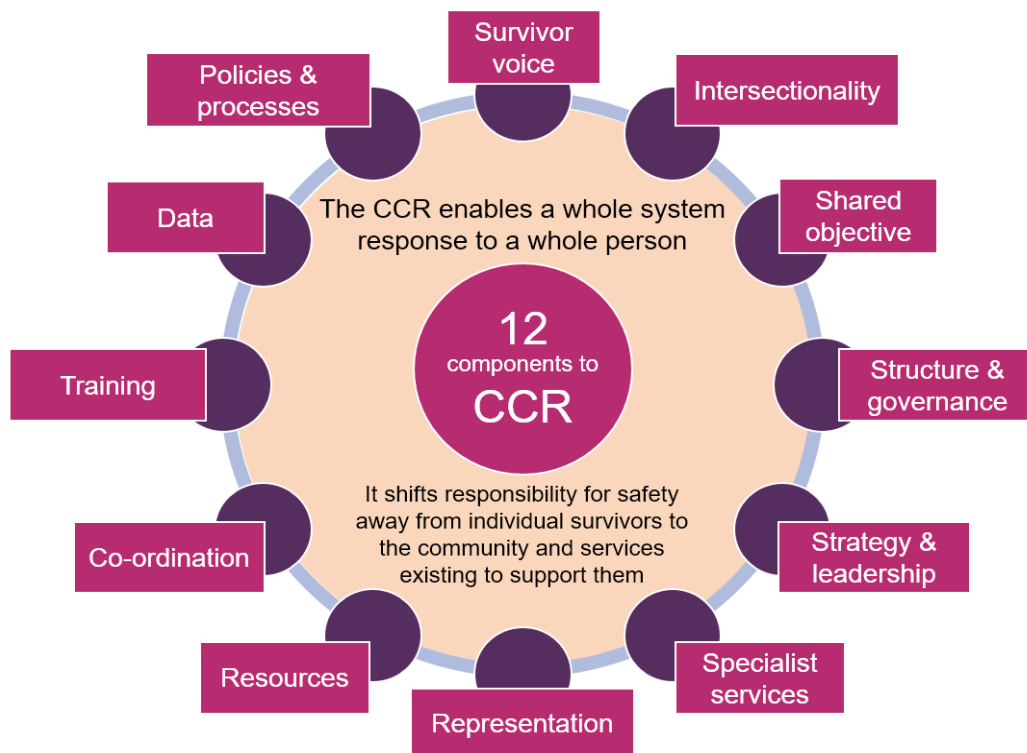 Survivor
voice
Intersectionality
Shared
objective
Structure &
governance
Strategy &
leadership
Specialist
services
Representation
Resources
Co-ordination
Training
Data
Policies &
processes
The CCR enables a whole system
response to a whole person
12
components to
CCR
It shifts responsibility for safety
away from individual survivors to
the community and services
existing to support them